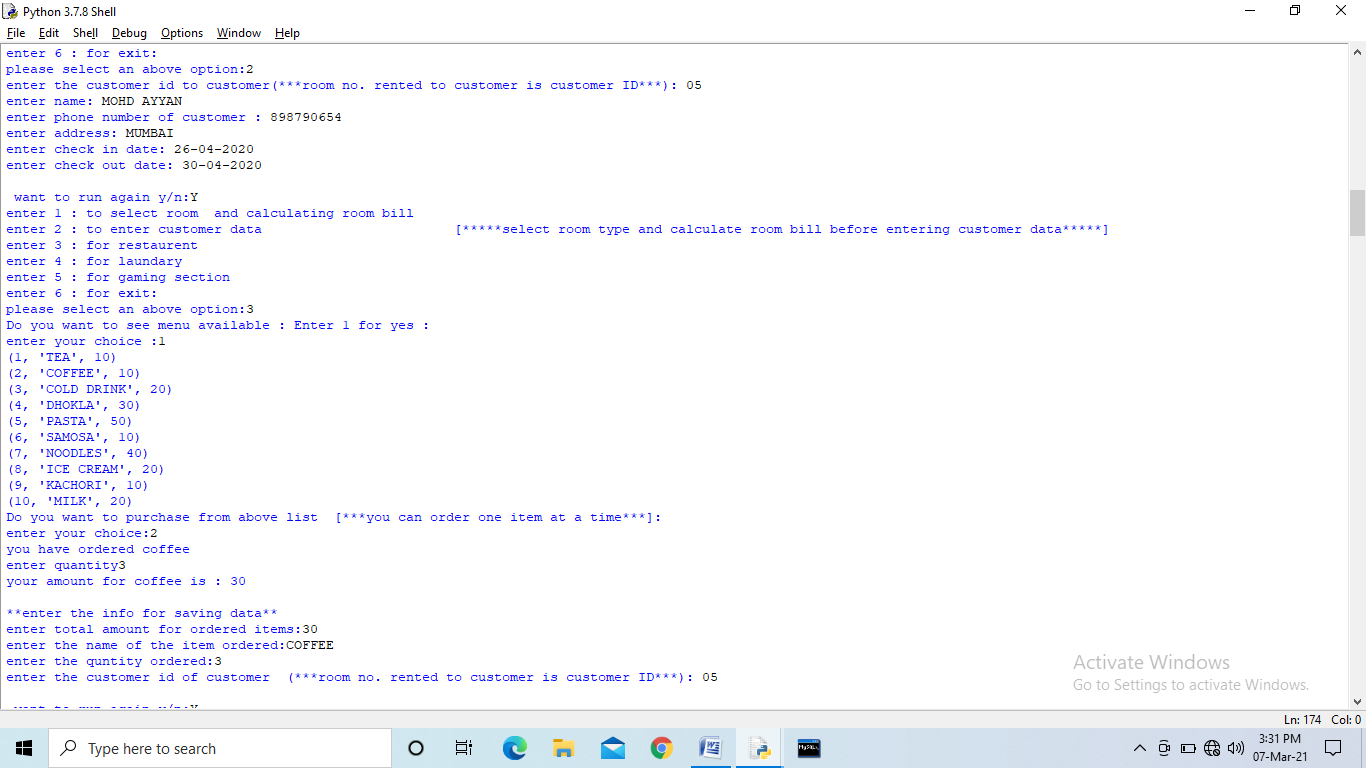 Python 3.7.8 Shell
File Edit Shell Debug Options Window Help
enter 6 : for exit:
please select an above option:2
enter the customer id to customer(***room no. rented to customer is customer ID***): 05
enter name: MOHD AYYAN
enter phone number of customer : 898790654
enter address: MUMBAI
enter check in date: 26-04-2020
enter check out date: 30-04-2020
want to run again y/n:Y
enter 1 : to select room  and calculating room bill
enter 2 : to enter customer data                        [*****select room type and calculate room bill before entering customer data*****]
enter 3 : for restaurent
enter 4 : for laundary
enter 5 : for gaming section
enter 6 : for exit:
please select an above option:3
Do you want to see menu available : Enter 1 for yes :
enter your choice :1
(1, 'TEA', 10)
(2, 'COFFEE', 10)
(3, 'COLD DRINK', 20)
(4, 'DHOKLA', 30)
(5, 'PASTA', 50)
(6, 'SAMOSA', 10)
(7, 'NOODLES', 40)
(8, 'ICE CREAM', 20)
(9, 'KACHORI', 10)
(10, 'MILK', 20)
Do you want to purchase from above list  [***you can order one item at a time***]:
enter your choice:2
you have ordered coffee
enter quantity3
your amount for coffee is : 30
**enter the info for saving data**
enter total amount for ordered items:30
enter the name of the item ordered:COFFEE
enter the quntity ordered:3
enter the customer id of customer  (***room no. rented to customer is customer ID***): 05
want to run again y/n:Y
Activate Windows
Go to Settings to activate Windows.
Ln: 174 Col: 0
Type here to search
MySQL
3:31 PM
07-Mar-21